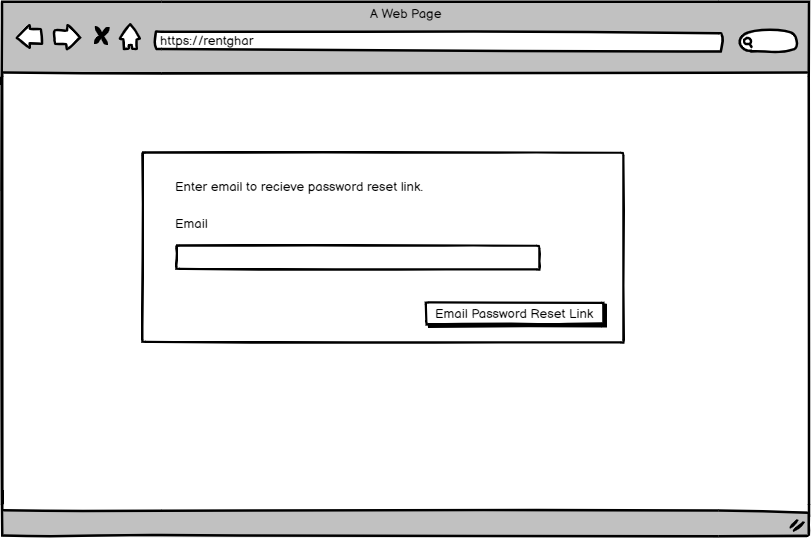 A Web Page
https://rentghar
Enter email to recieve password reset link.
Email
Email Password Reset Link